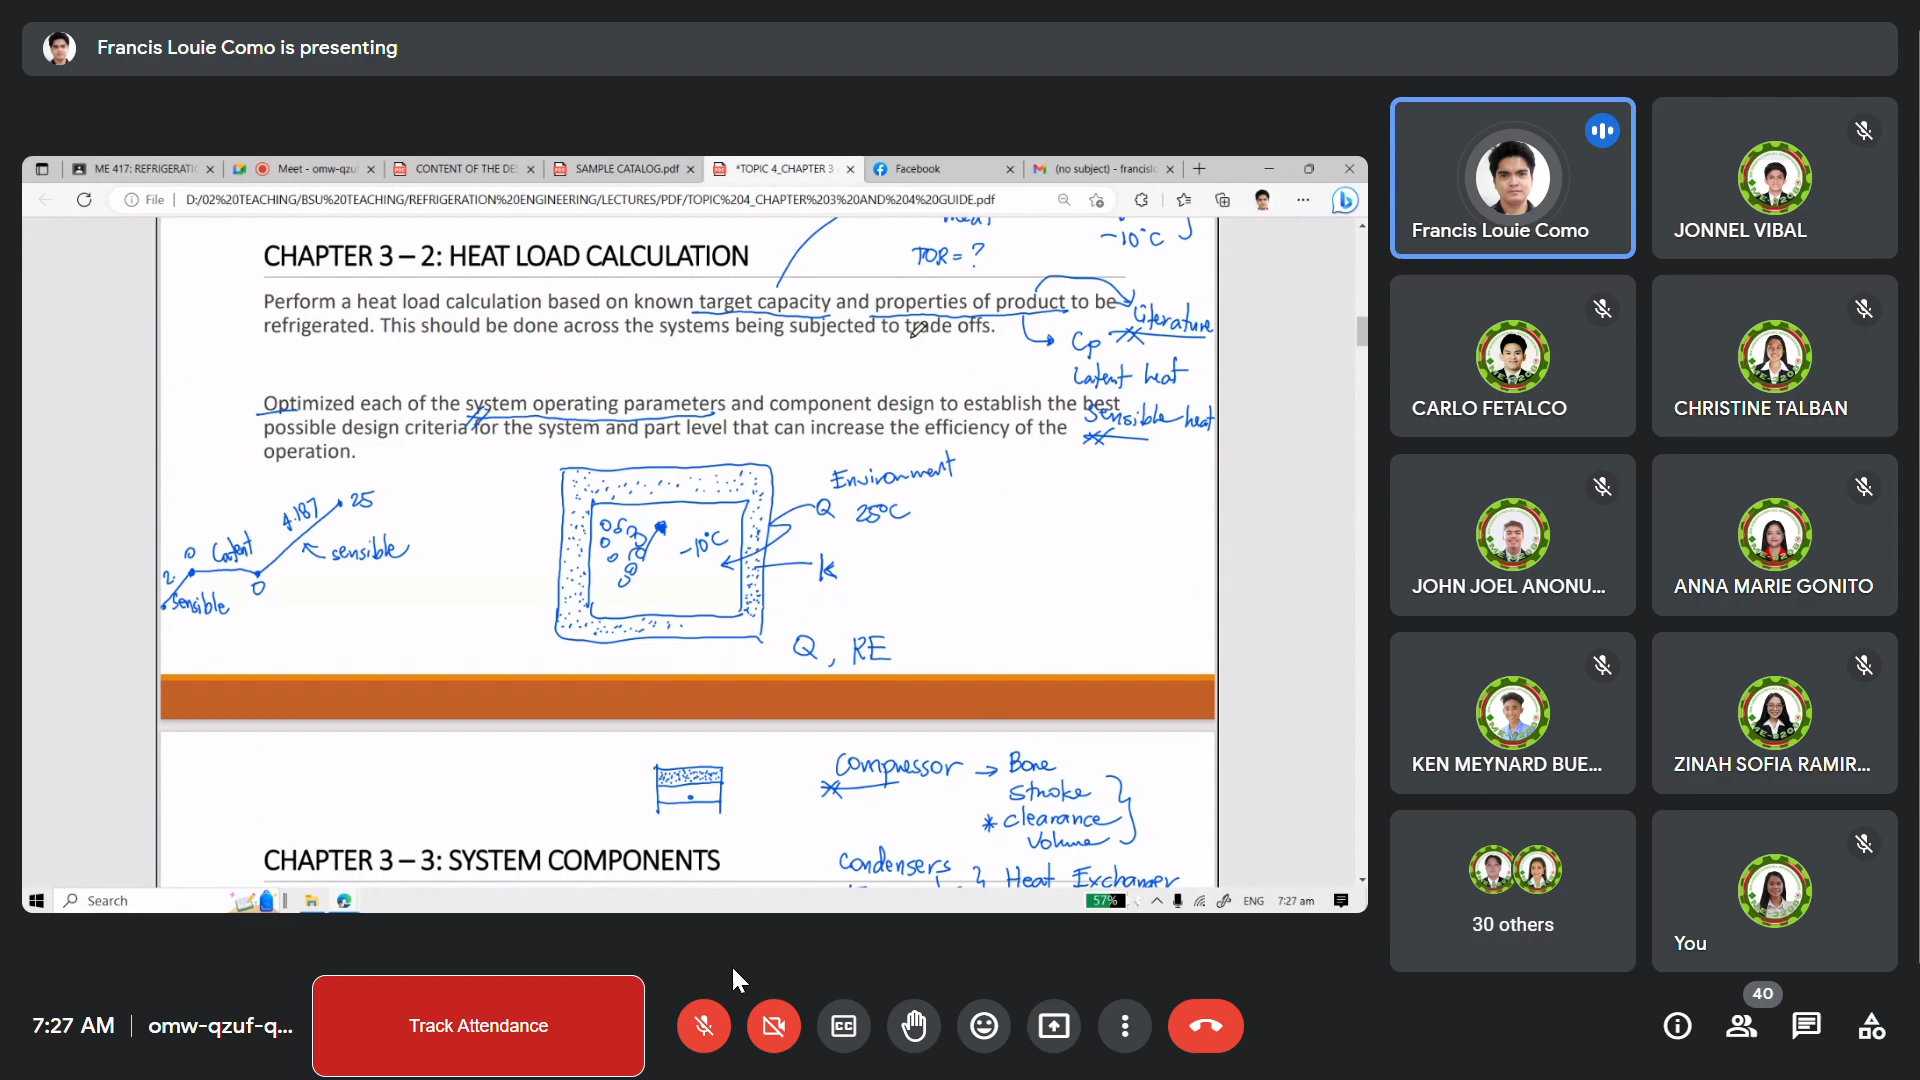 Francis Louie Como is presenting
ME 417: REFRIGERATI
Meet - omw-qzuf
CONTENT OF THE DE
SAMPLE CATALOG.pdf
*TOPIC 4_CHAPTER 3
Facebook
(no subject) - francislo
File
D:/02%20TEACHING/BSU%20TEACHING/REFRIGERATION%20ENGINEERING/LECTURES/PDF/TOPIC%204_CHAPTER%203%20AND%204%20GUIDE.pdf
-10°C
TOR = ?
CHAPTER 3 – 2: HEAT LOAD CALCULATION
Perform a heat load calculation based on known target capacity and properties of product to be
refrigerated. This should be done across the systems being subjected to trade offs.
Literature
Cp
Latent heat
Sensible heat
Optimized each of the system operating parameters and component design to establish the best
possible design criteria for the system and part level that can increase the efficiency of the
operation.
Environment
Q 25°C
-10°C
K
Q, RE
25
4.187
sensible
0
Latent
0
2.
Sensible
Compressor → Bore
Stroke
* Clearance
Volume
Condensers
Heat Exchanger
CHAPTER 3 – 3: SYSTEM COMPONENTS
Search
57%
ENG
7:27 am
Francis Louie Como
JONNEL VIBAL
CARLO FETALCO
CHRISTINE TALBAN
JOHN JOEL ANONU...
ANNA MARIE GONITO
KEN MEYNARD BUE...
ZINAH SOFIA RAMIR...
30 others
You
7:27 AM
omw-qzuf-q...
Track Attendance
40